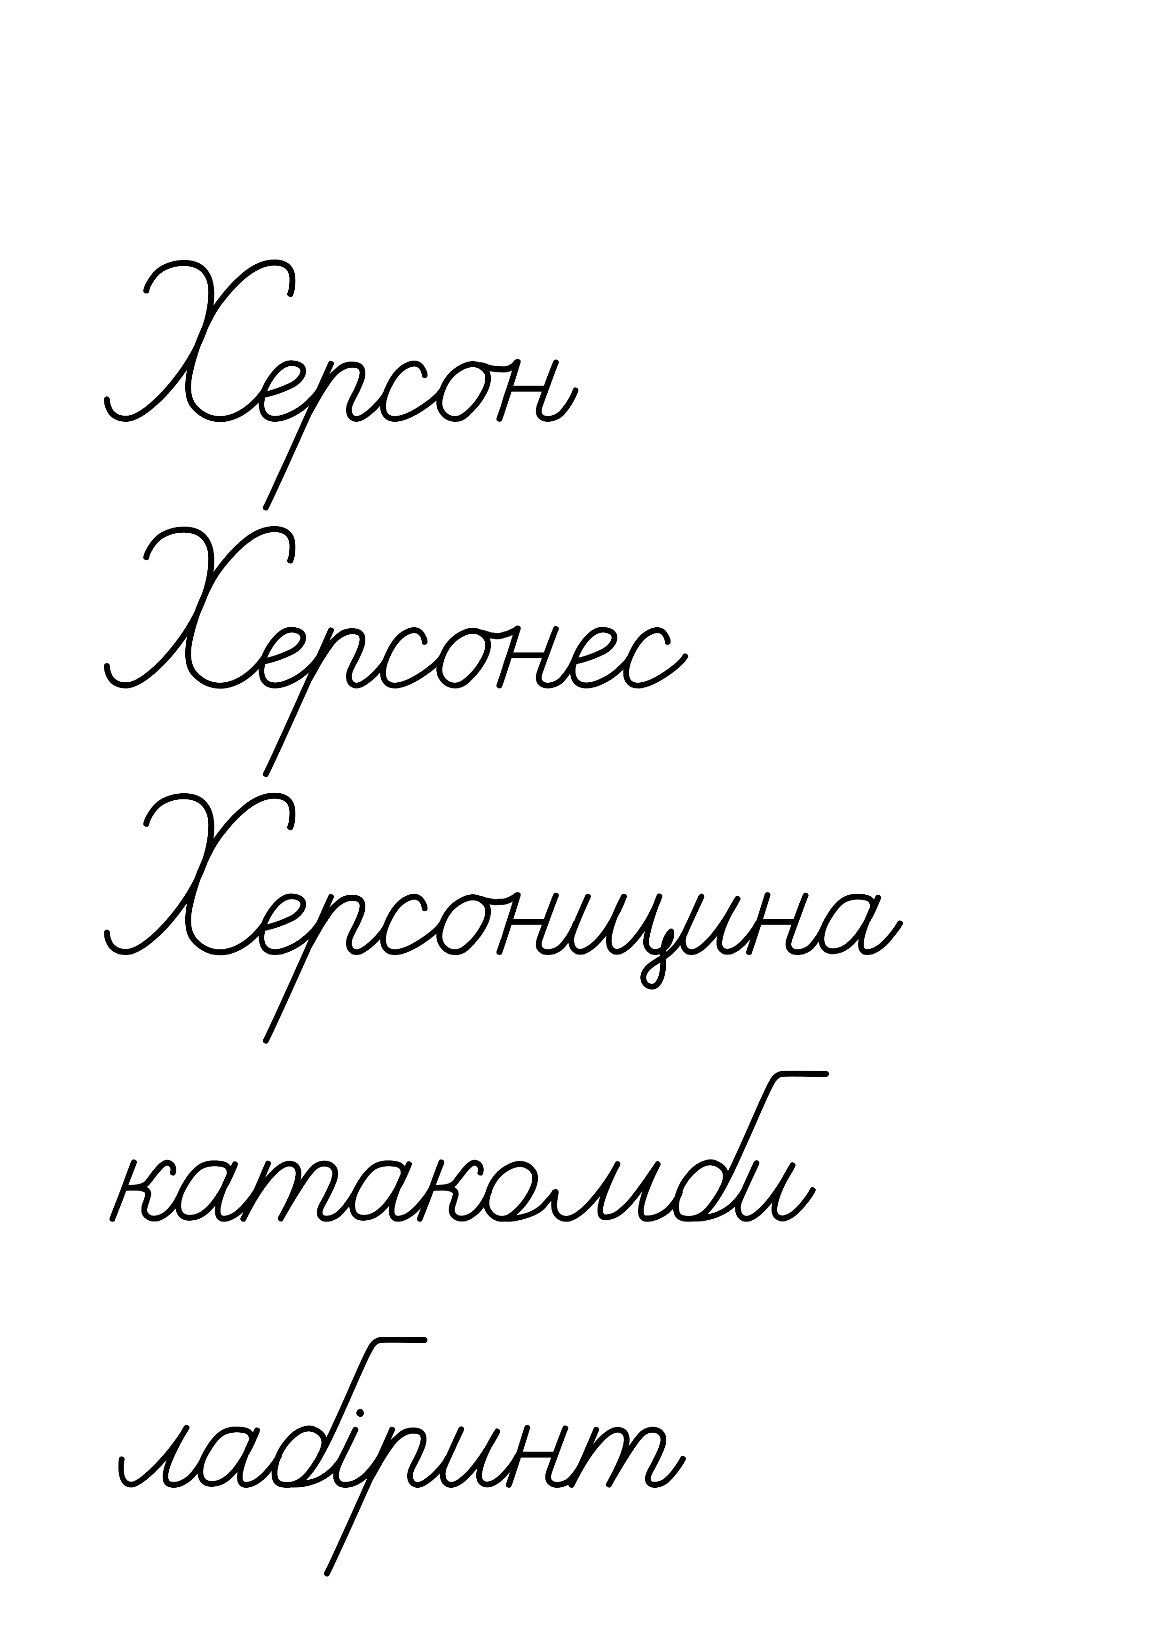 Херсон
Херсонес
Херсонщина
катакомби
лабіринт